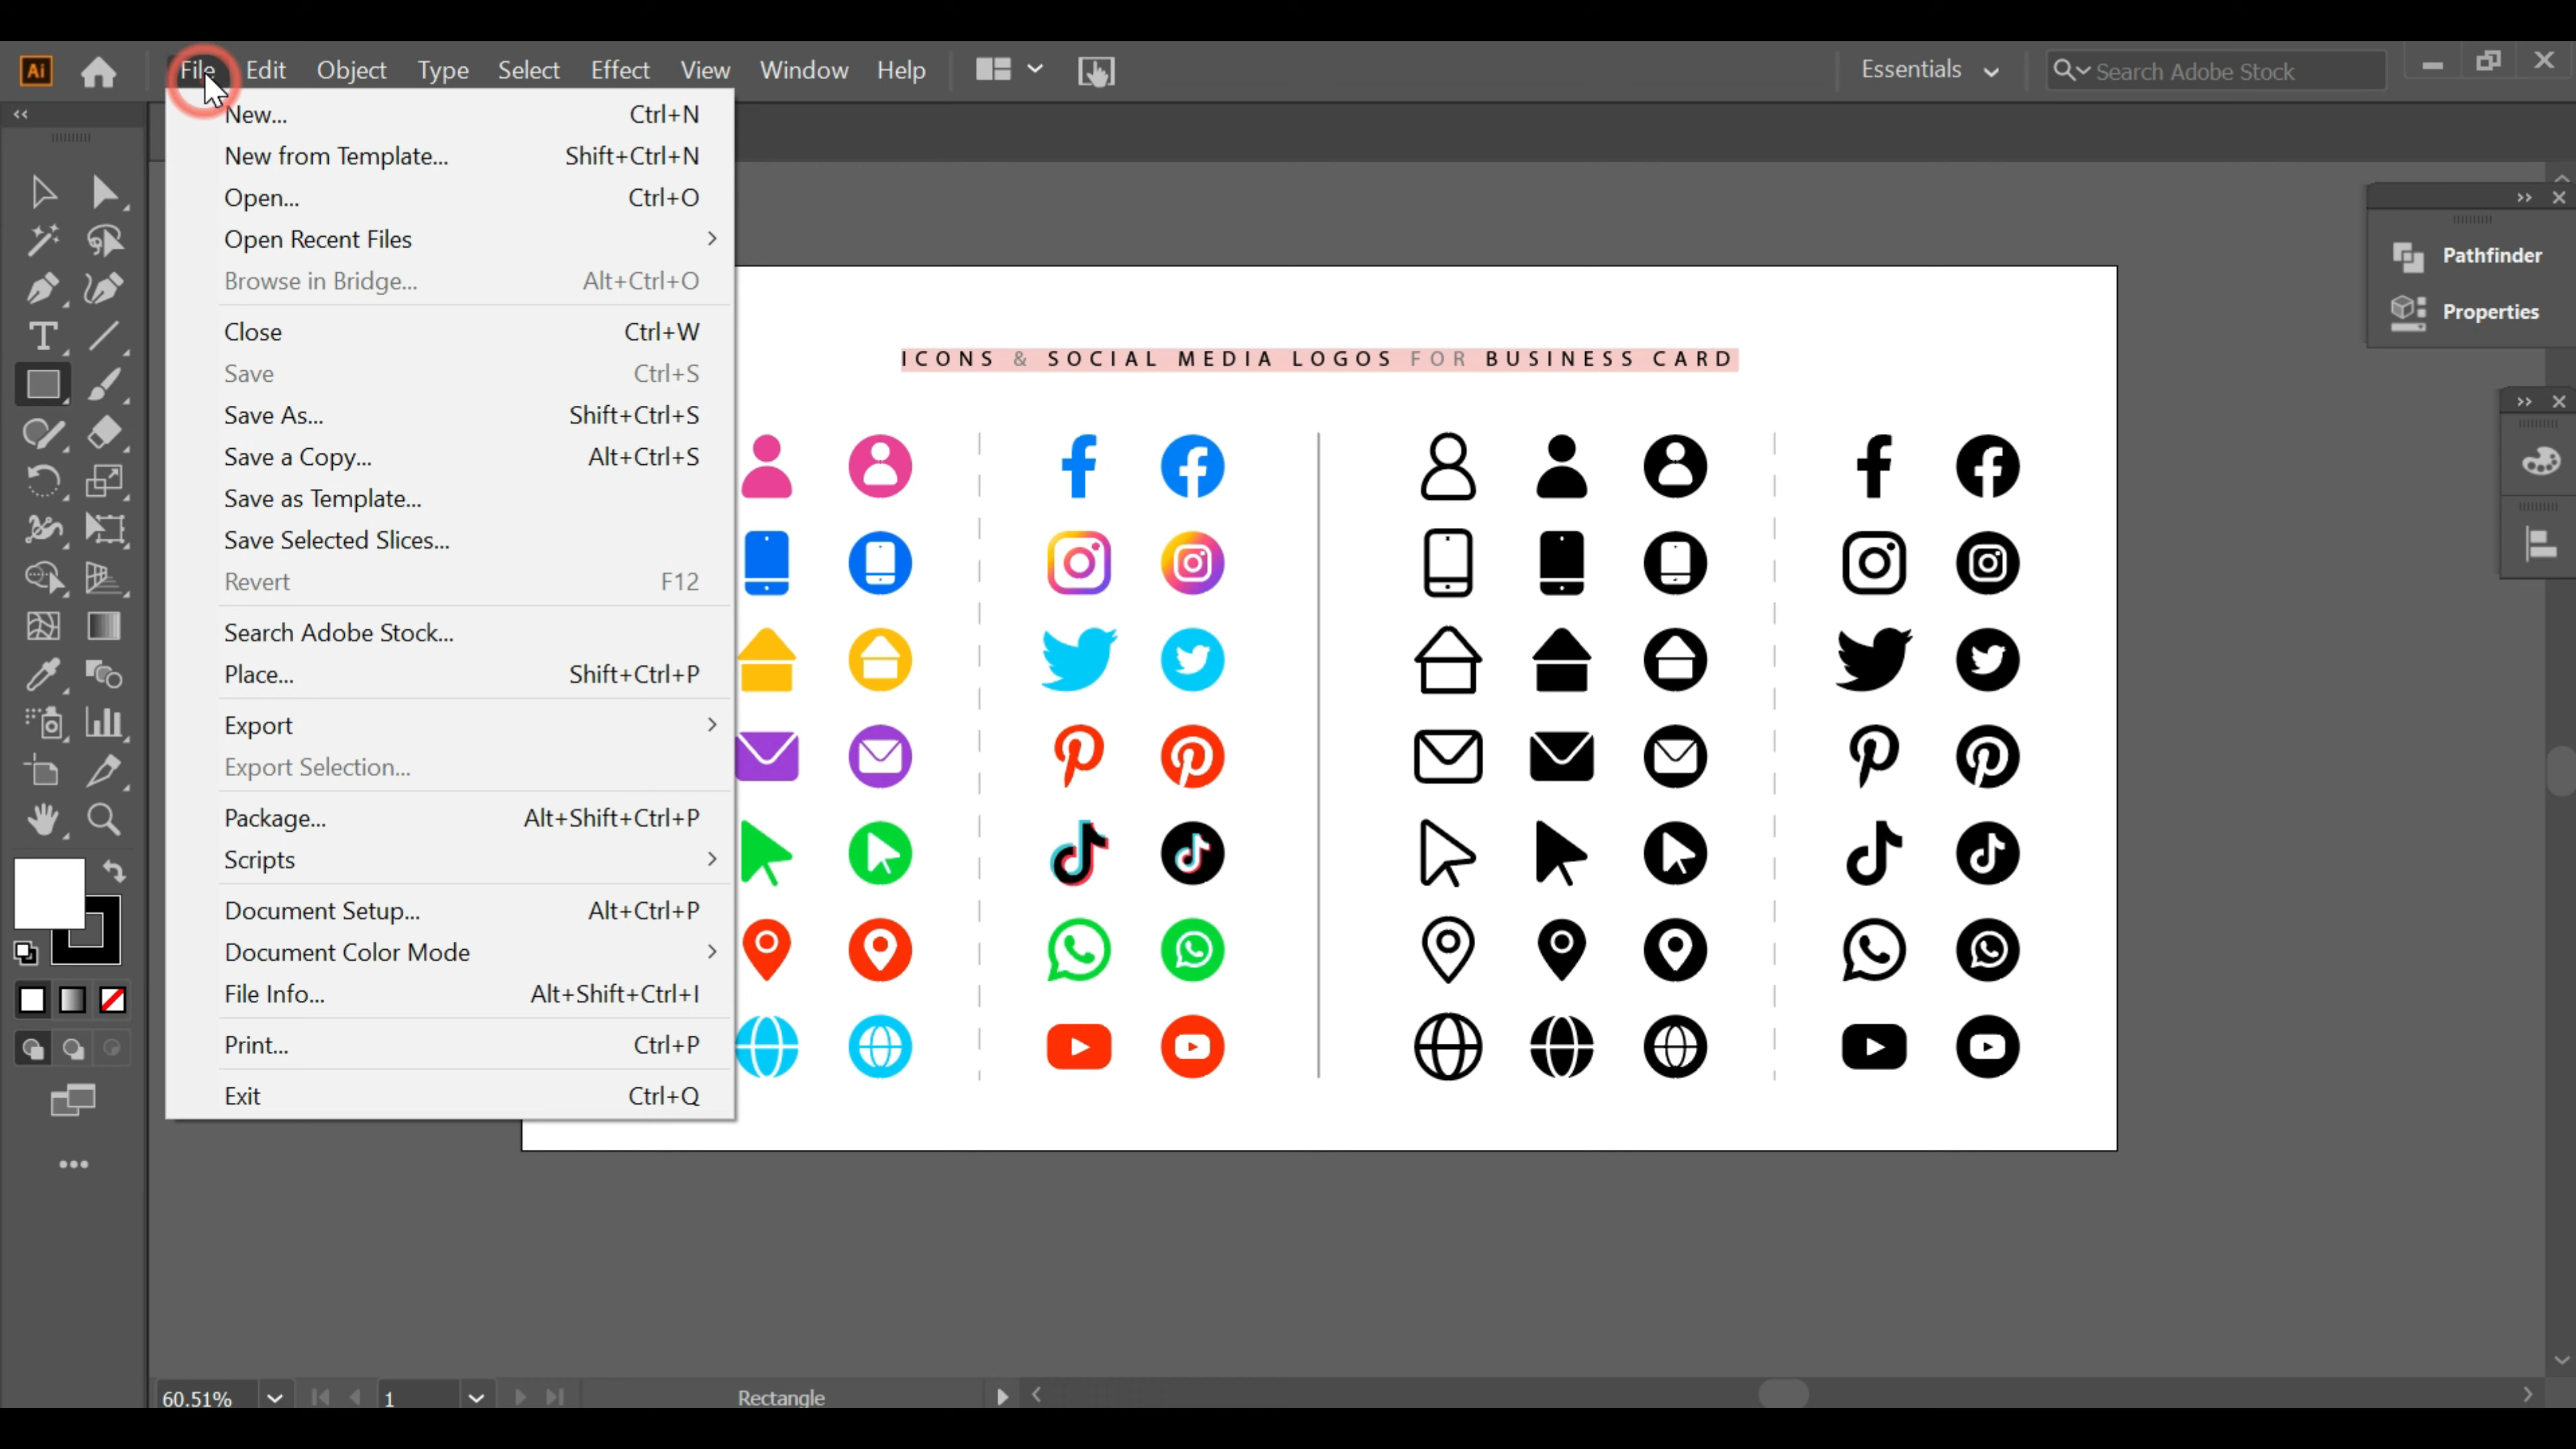 Ai File Edit Object Type Select Effect View Window Help Essentials Search Adobe Stock
New... Ctrl+N
New from Template... Shift+Ctrl+N
Open... Ctrl+O
Open Recent Files
Browse in Bridge... Alt+Ctrl+O
Close Ctrl+W
Save Ctrl+S
Save As... Shift+Ctrl+S
Save a Copy... Alt+Ctrl+S
Save as Template...
Save Selected Slices...
Revert F12
Search Adobe Stock...
Place... Shift+Ctrl+P
Export
Export Selection...
Package... Alt+Shift+Ctrl+P
Scripts
Document Setup... Alt+Ctrl+P
Document Color Mode
File Info... Alt+Shift+Ctrl+I
Print... Ctrl+P
Exit Ctrl+Q
ICONS & SOCIAL MEDIA LOGOS FOR BUSINESS CARD
Pathfinder
Properties
60.51% 1 Rectangle